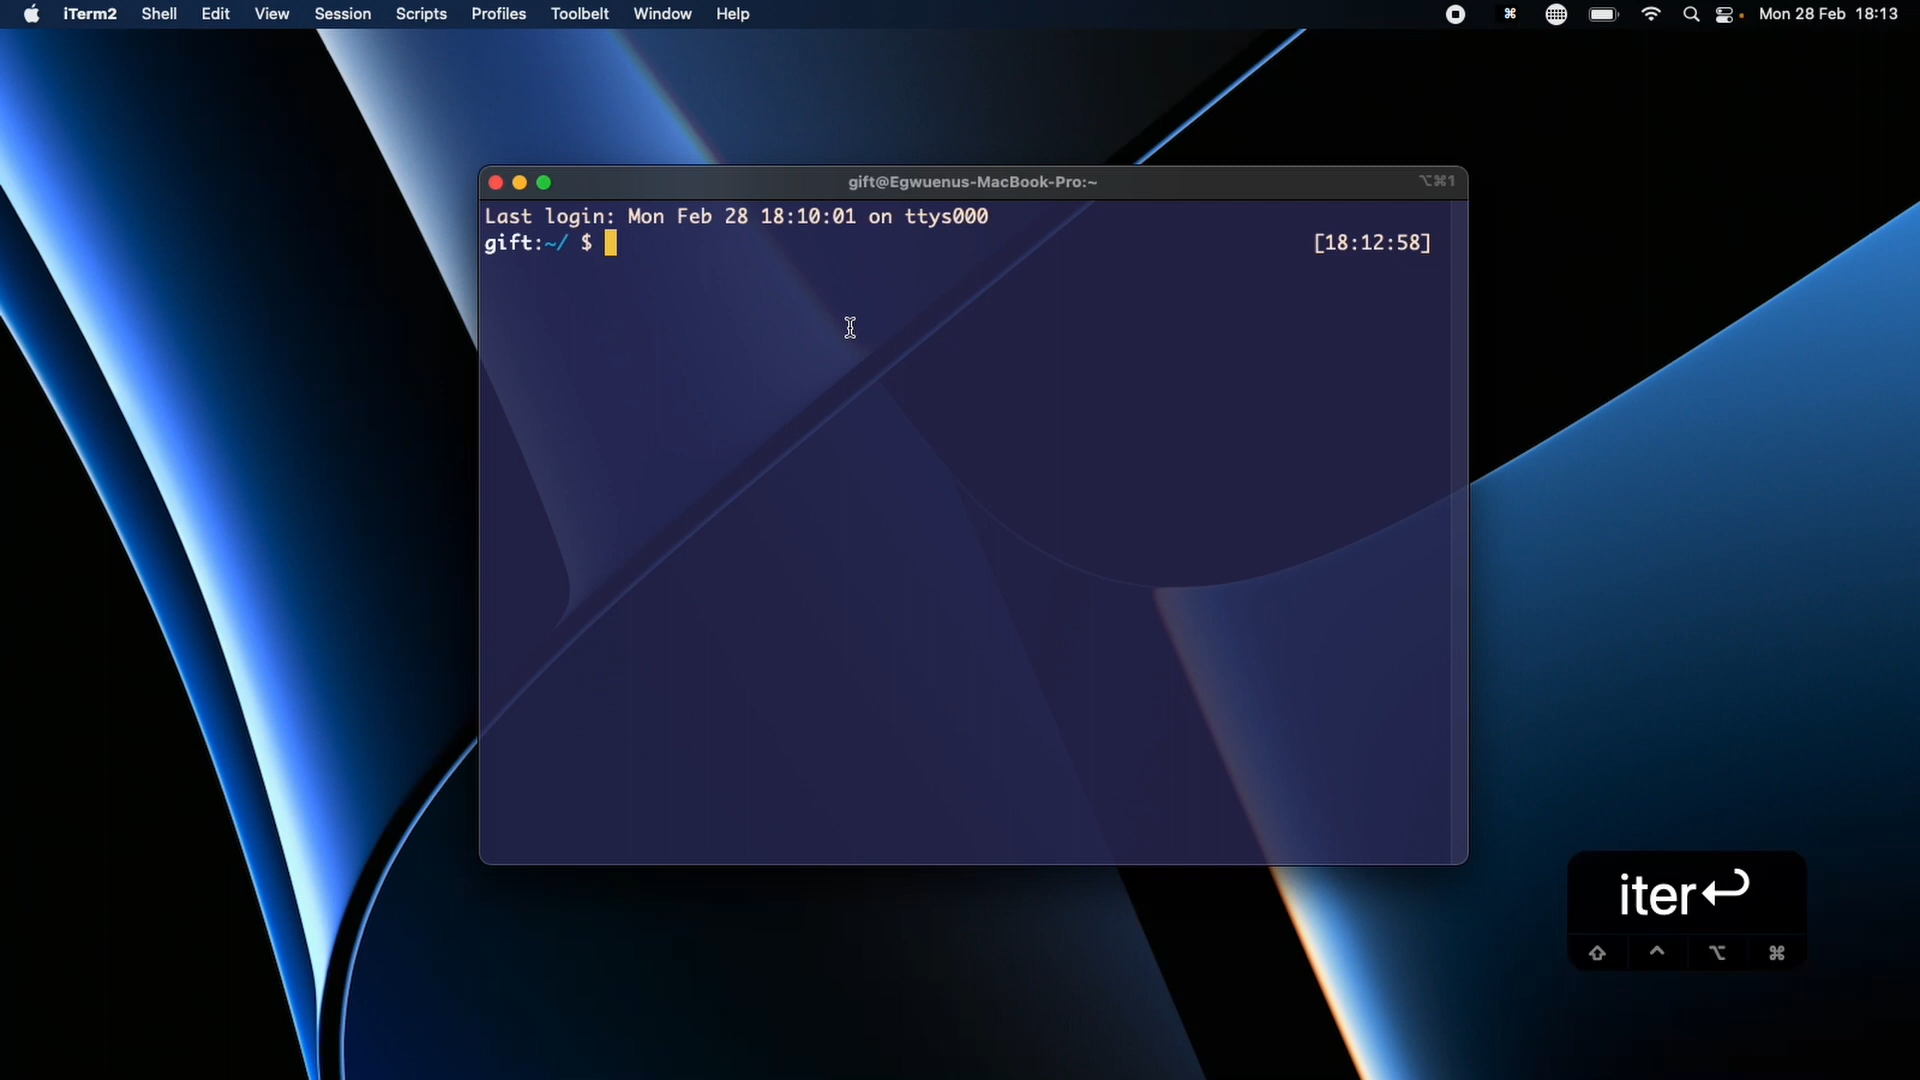 iTerm2 Shell Edit View Session Scripts Profiles Toolbelt Window Help Mon 28 Feb 18:13
gift@Egwuenus-MacBook-Pro:~ ⌥⌘1
Last login: Mon Feb 28 18:10:01 on ttys000
gift:~/ $ [18:12:58]
iter↩